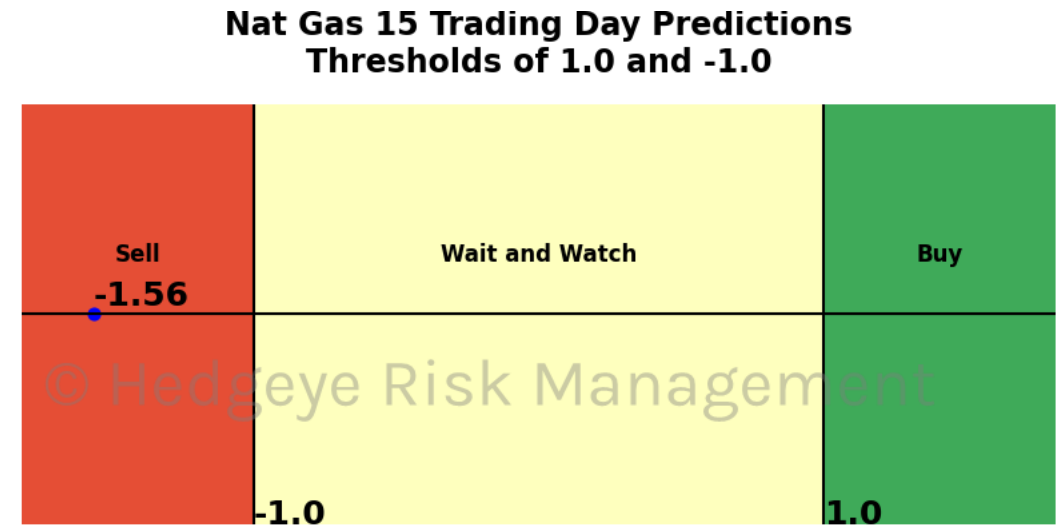 Nat Gas 15 Trading Day Predictions
Thresholds of 1.0 and -1.0
Sell
Wait and Watch
Buy
-1.56
© Hedgeye Risk Management
-1.0
1.0